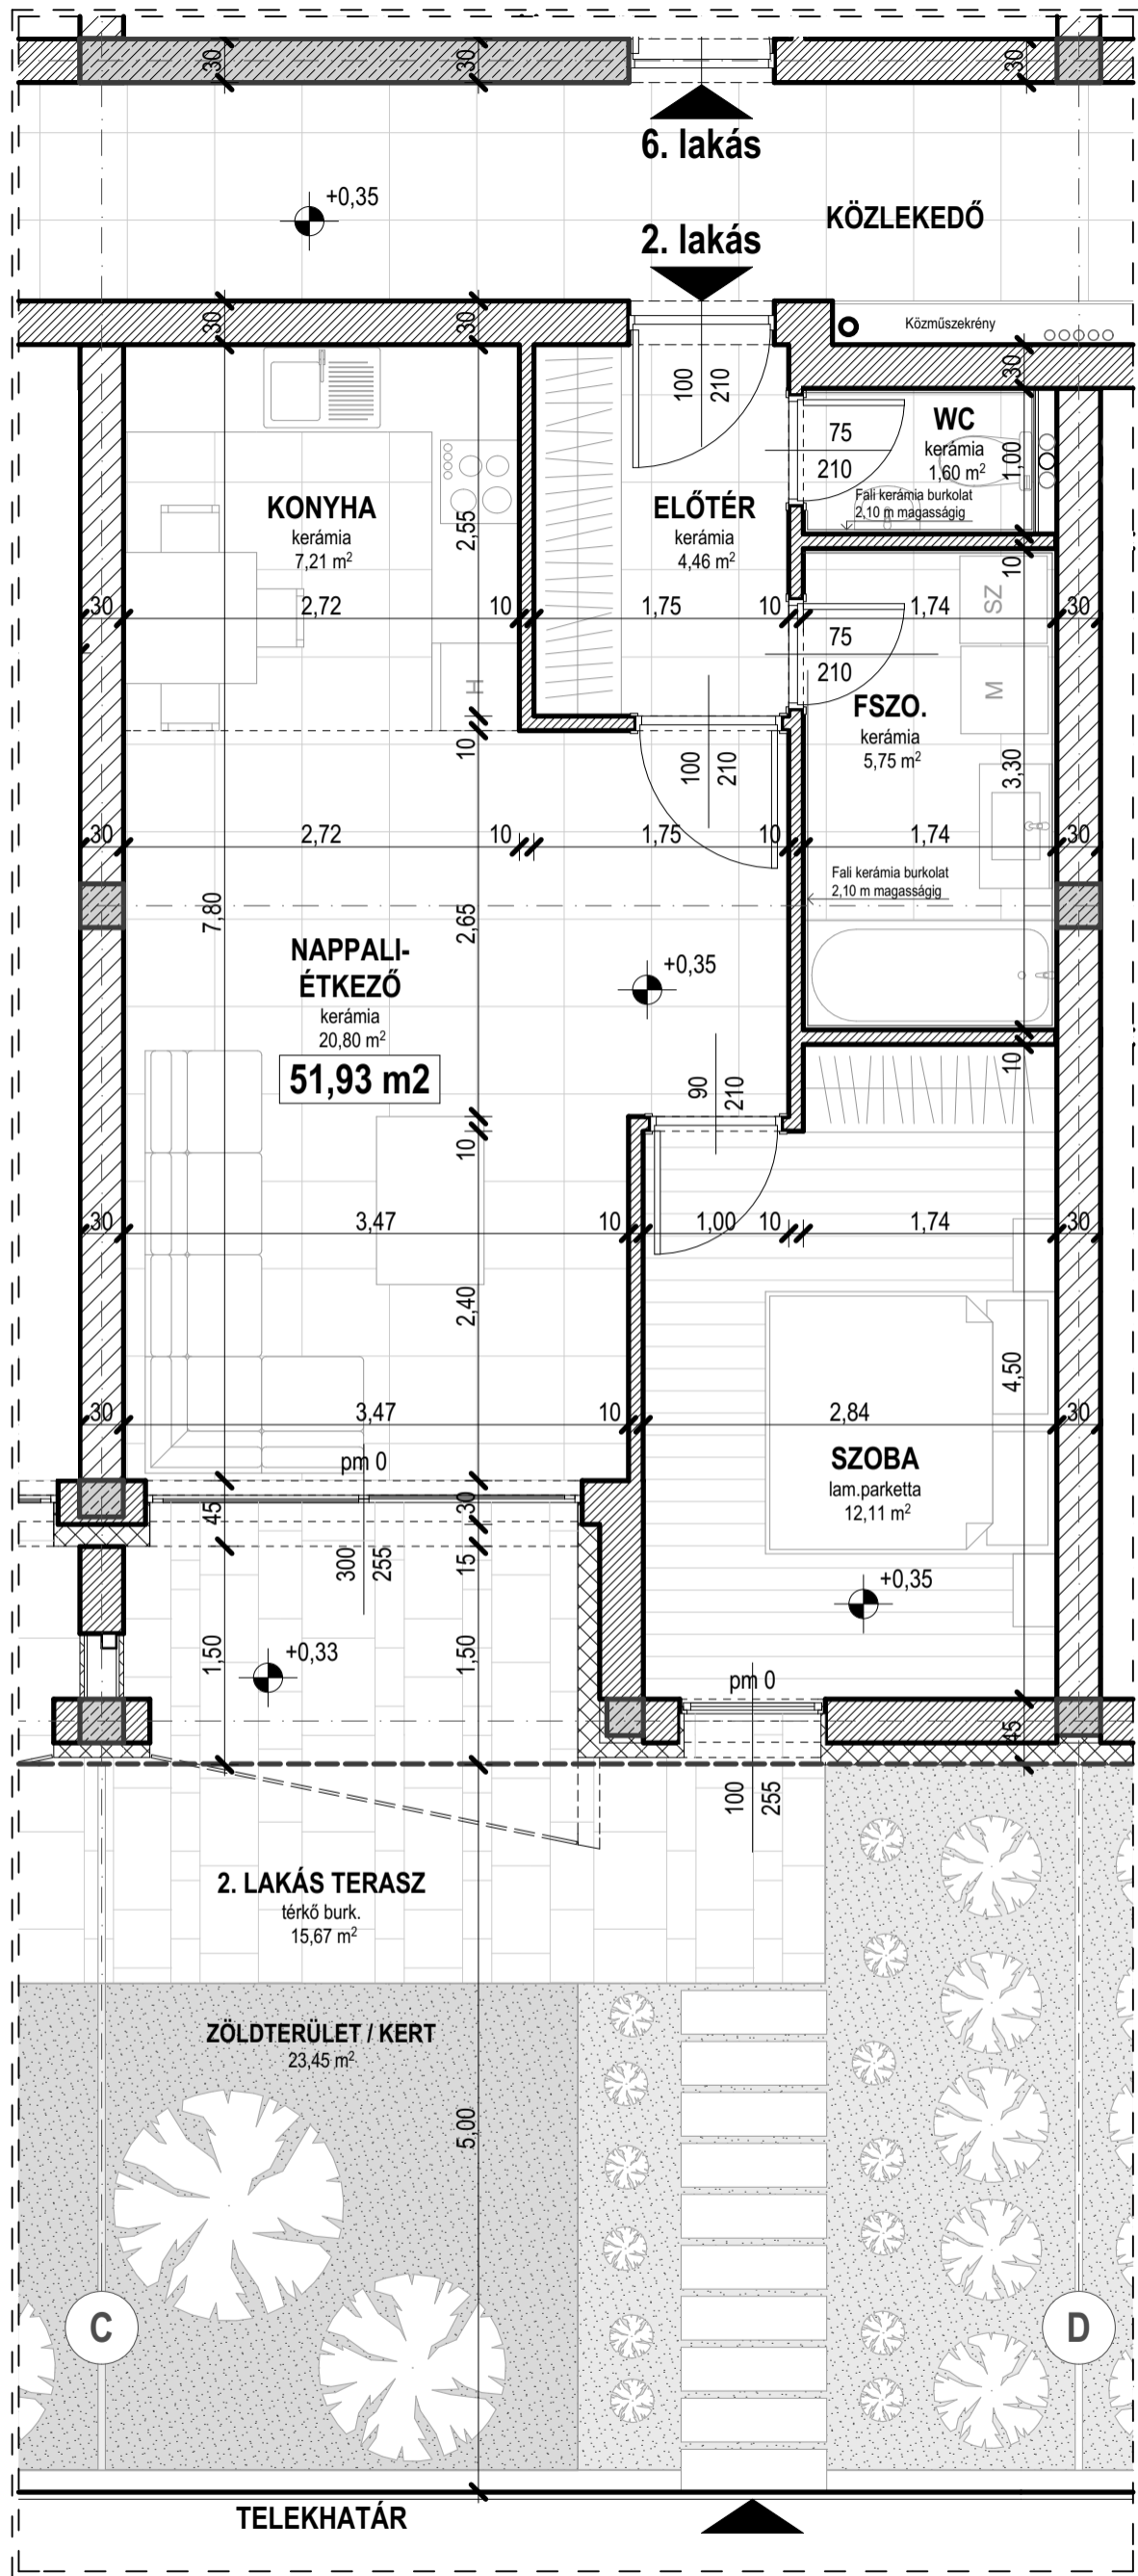 30
30
30
6. lakás
+0,35
KÖZLEKEDŐ
2. lakás
Közműszekrény
30
30
30
100
210
75
210
WC
kerámia
1,60 m²
1,00
Fali kerámia burkolat
2,10 m magasságig
KONYHA
kerámia
7,21 m²
2,55
ELŐTÉR
kerámia
4,46 m²
10
SZ
30
2,72
10
1,75
10
1,74
30
75
210
M
H
FSZO.
kerámia
5,75 m²
10
100
210
3,30
30
2,72
10
1,75
10
1,74
30
Fali kerámia burkolat
2,10 m magasságig
7,80
2,65
NAPPALI-
ÉTKEZŐ
kerámia
20,80 m²
51,93 m2
+0,35
90
210
10
10
30
3,47
10
1,00
10
1,74
30
2,40
4,50
30
3,47
10
2,84
30
pm 0
SZOBA
lam.parketta
12,11 m²
45
30
300
255
15
+0,35
1,50
+0,33
1,50
pm 0
45
100
255
2. LAKÁS TERASZ
térkő burk.
15,67 m²
ZÖLDTERÜLET / KERT
23,45 m²
5,00
C
D
TELEKHATÁR